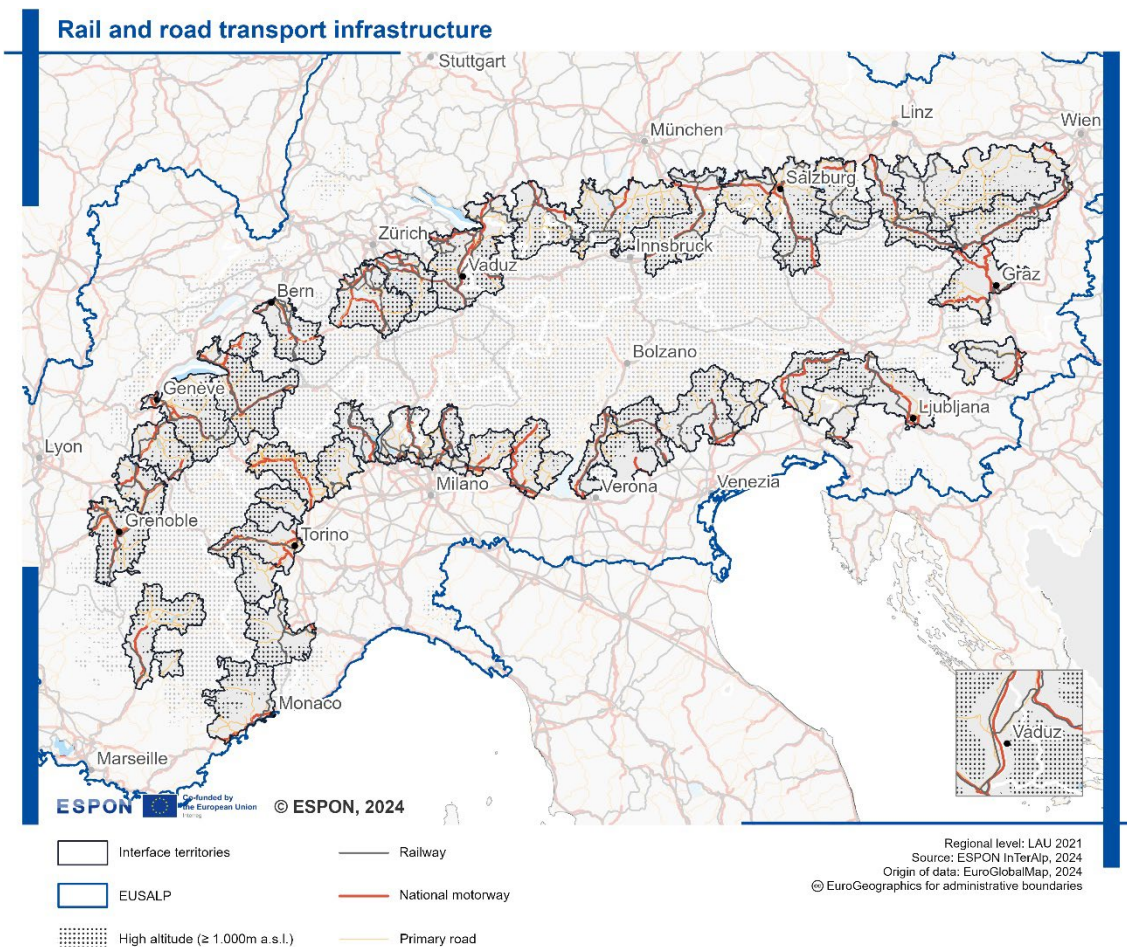 Rail and road transport infrastructure
Stuttgart
Linz
Wien
München
Salzburg
Zürich
Innsbruck
Vaduz
Graz
Bern
Bolzano
Genève
Ljubljana
Lyon
Milano
Verona
Venezia
Grenoble
Torino
Monaco
Vaduz
Marseille
ESPON
Co-funded by
the European Union
Interreg
© ESPON, 2024
Regional level: LAU 2021
Source: ESPON InTerAlp, 2024
Origin of data: EuroGlobalMap, 2024
© EuroGeographics for administrative boundaries
Interface territories
Railway
EUSALP
National motorway
High altitude (≥ 1.000m a.s.l.)
Primary road